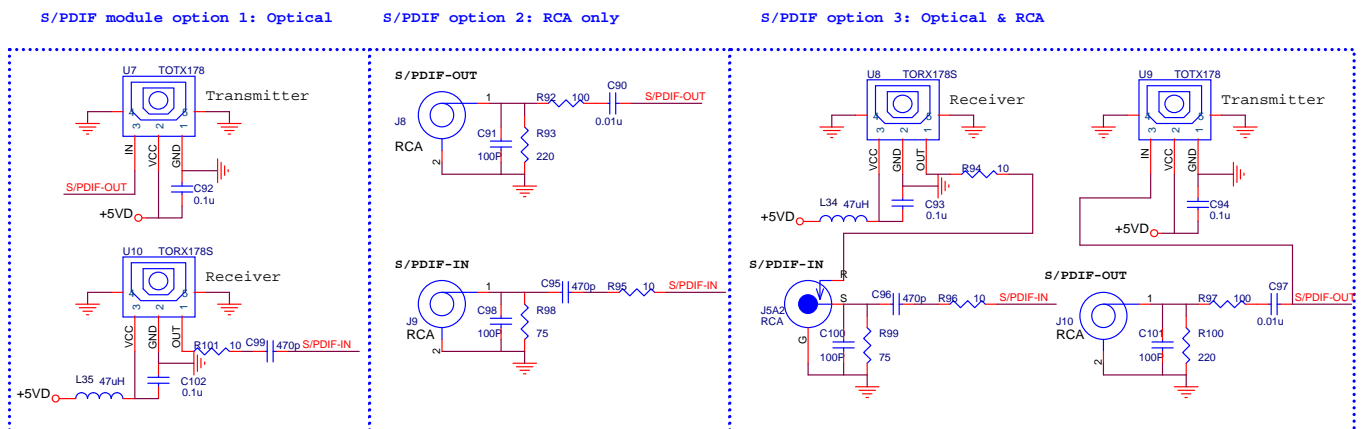 S/PDIF module option 1: Optical
S/PDIF option 2: RCA only
S/PDIF option 3: Optical & RCA
U7 TOTX178
Transmitter
4 5
3 2 1
IN VCC GND
S/PDIF-OUT
C92
0.1u
+5VD
U10 TORX178S
Receiver
4 5
3 2 1
VCC GND OUT
R101 10 C99 470p S/PDIF-IN
L35 47uH
C102
0.1u
+5VD
S/PDIF-OUT
J8
RCA
1
2
C91
100P
R93
220
R92 100
C90
0.01u
S/PDIF-OUT
S/PDIF-IN
J9
RCA
1
2
C98
100P
R98
75
C95 470p
R95 10
S/PDIF-IN
U8 TORX178S
Receiver
4 5
3 2 1
VCC GND OUT
R94 10
L34 47uH
C93
0.1u
+5VD
S/PDIF-IN
J5A2
RCA
R
S
G
C100
100P
R99
75
C96 470p
R96 10
S/PDIF-IN
U9 TOTX178
Transmitter
4 5
3 2 1
IN VCC GND
C94
0.1u
+5VD
S/PDIF-OUT
J10
RCA
1
2
C101
100P
R100
220
R97 100
C97
0.01u
S/PDIF-OUT